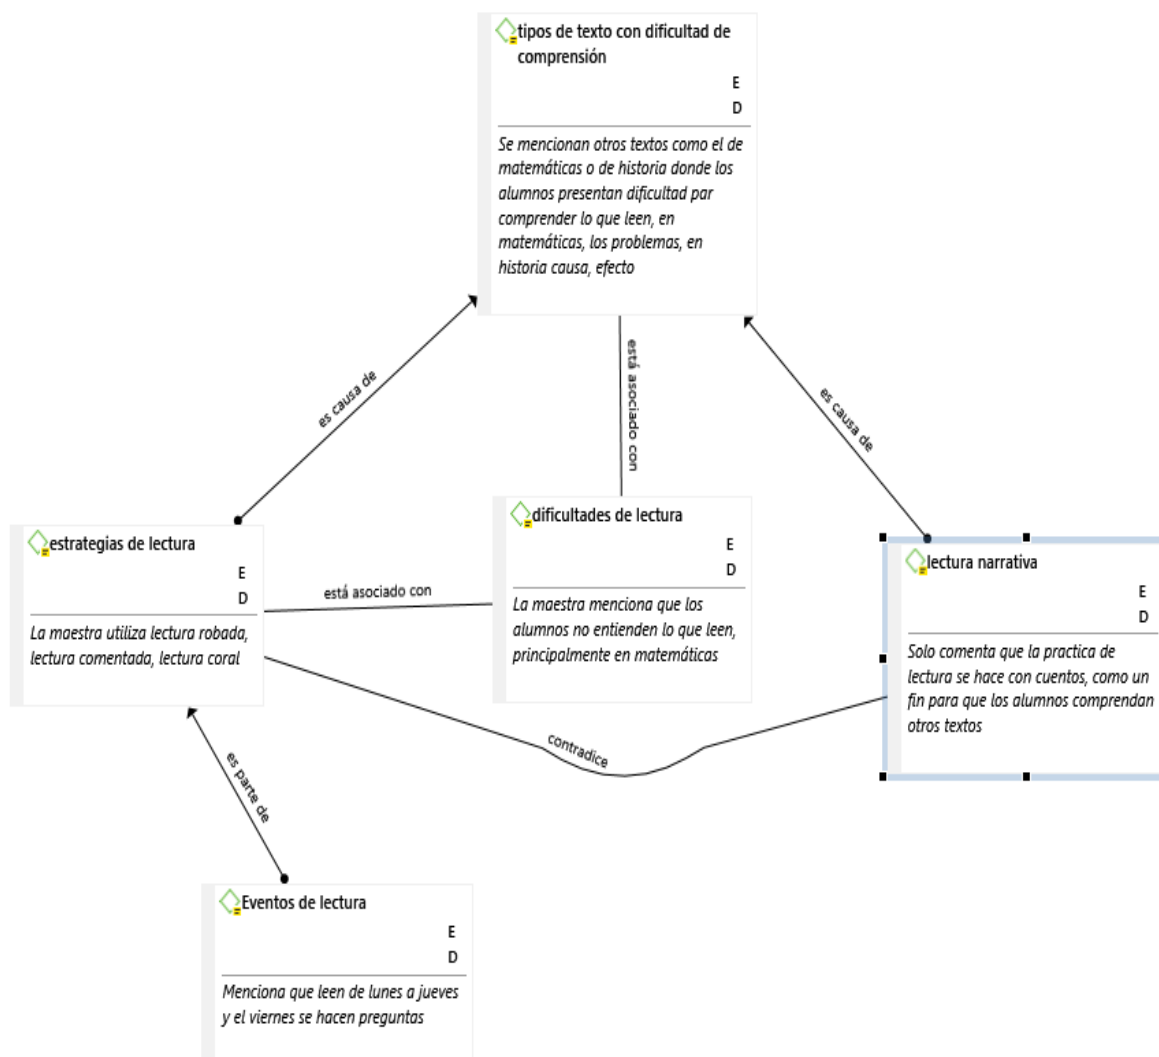 tipos de texto con dificultad de
comprensión
E
D
Se mencionan otros textos como el de
matemáticas o de historia donde los
alumnos presentan dificultad par
comprender lo que leen, en
matemáticas, los problemas, en
historia causa, efecto
es causa de
está asociado con
es causa de
estrategias de lectura
E
D
La maestra utiliza lectura robada,
lectura comentada, lectura coral
está asociado con
dificultades de lectura
E
D
La maestra menciona que los
alumnos no entienden lo que leen,
principalmente en matemáticas
lectura narrativa
E
D
Solo comenta que la practica de
lectura se hace con cuentos, como un
fin para que los alumnos comprendan
otros textos
contradice
es parte de
Eventos de lectura
E
D
Menciona que leen de lunes a jueves
y el viernes se hacen preguntas